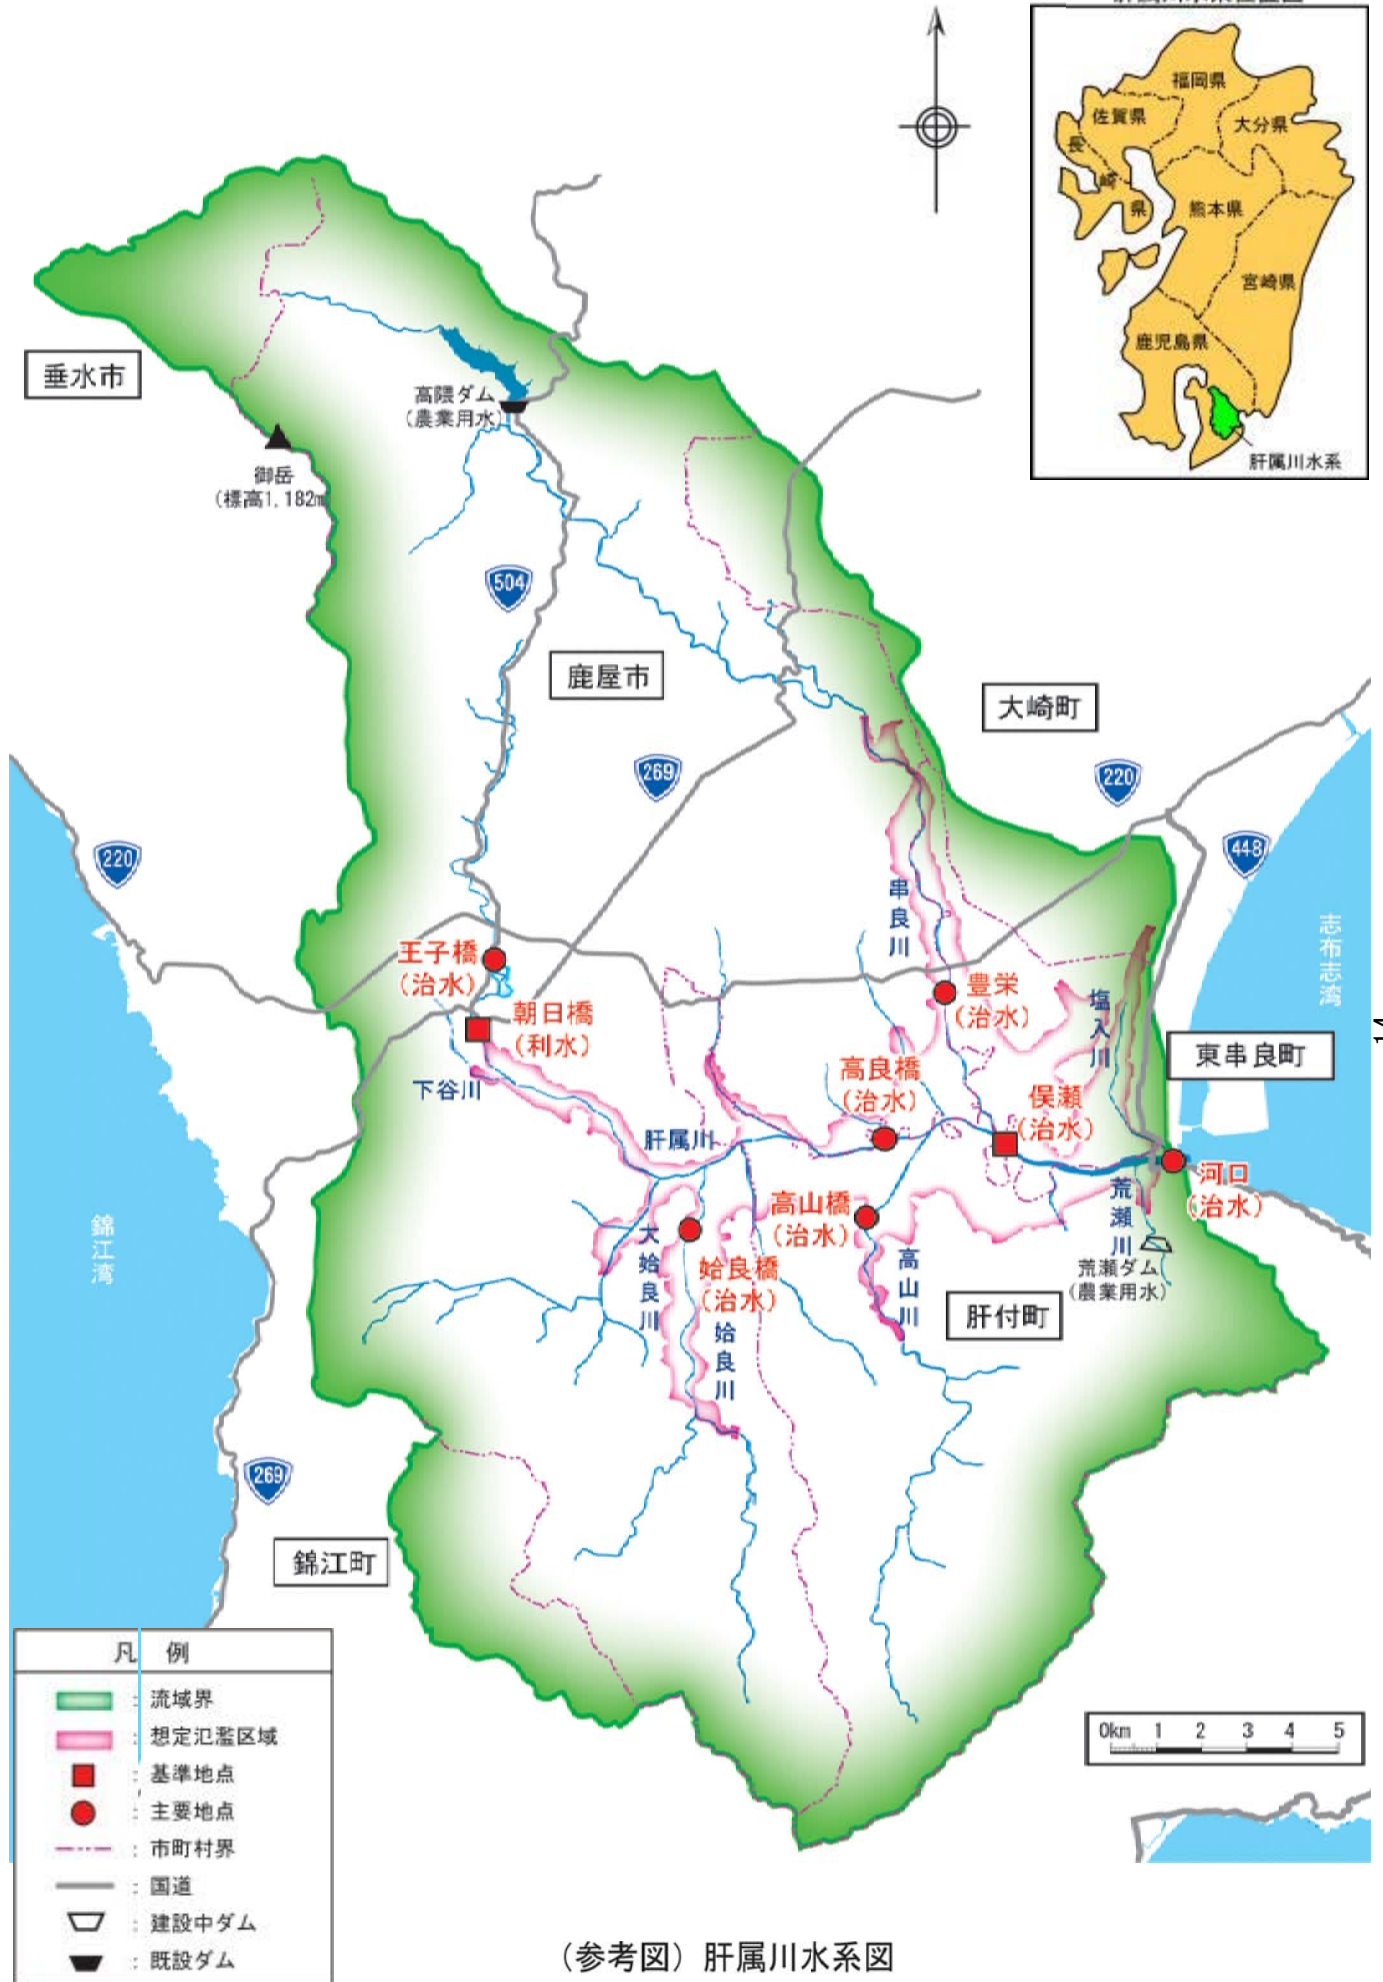 福岡県
佐賀県
大分県
長
崎
県
熊本県
宮崎県
鹿児島県
肝属川水系
垂水市
高隈ダム
(農業用水)
御岳
(標高1,182m
504
鹿屋市
大崎町
269
220
220
448
串良川
志布志湾
王子橋
(治水)
豊栄
(治水)
塩入川
朝日橋
(利水)
14
東串良町
高良橋
(治水)
俣瀬
(治水)
下谷川
肝属川
河口
(治水)
荒瀬川
高山橋
(治水)
錦江湾
大姶良川
姶良橋
(治水)
高山川
荒瀬ダム
(農業用水)
肝付町
姶良川
269
錦江町
凡 例
: 流域界
: 想定氾濫区域
: 基準地点
: 主要地点
: 市町村界
: 国道
: 建設中ダム
: 既設ダム
0km 1 2 3 4 5
(参考図) 肝属川水系図